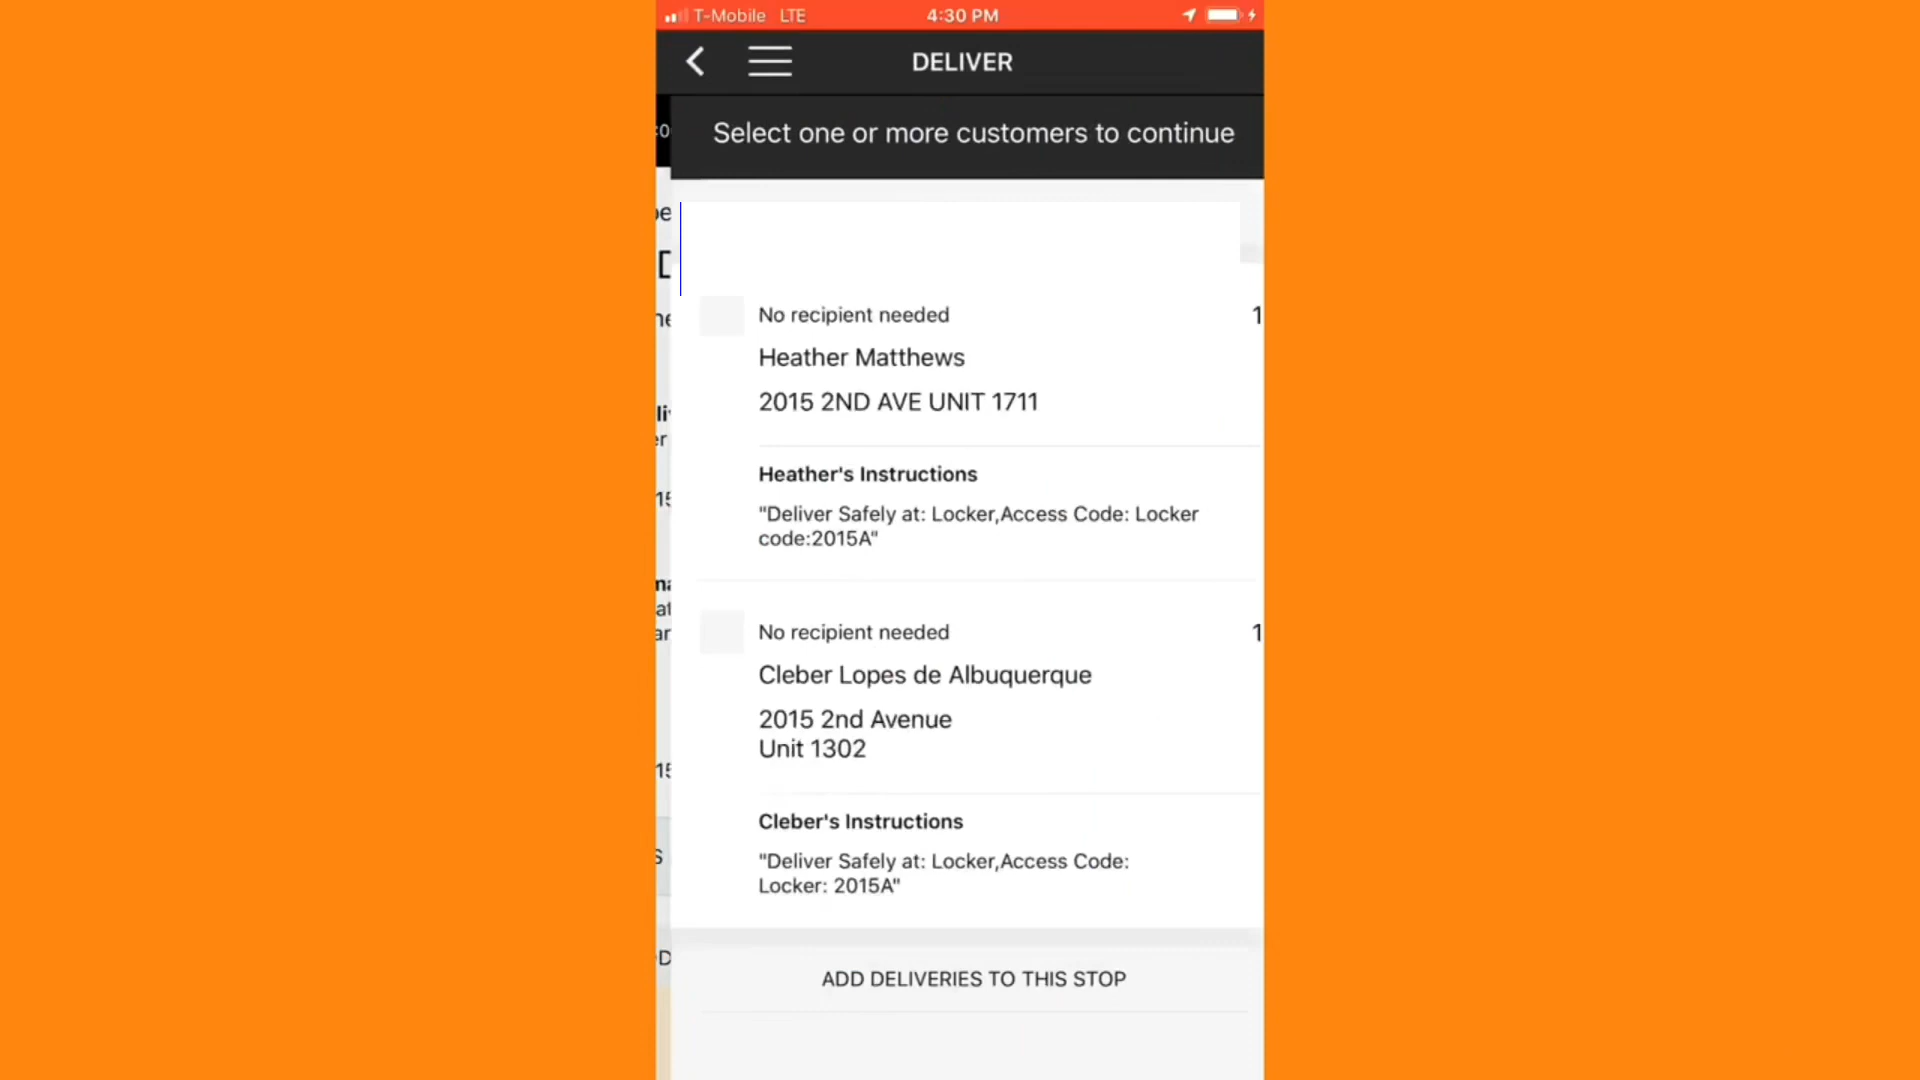 T-Mobile LTE 4:30 PM
DELIVER
Select one or more customers to continue
No recipient needed 1
Heather Matthews
2015 2ND AVE UNIT 1711
Heather's Instructions
"Deliver Safely at: Locker,Access Code: Locker
code:2015A"
No recipient needed 1
Cleber Lopes de Albuquerque
2015 2nd Avenue
Unit 1302
Cleber's Instructions
"Deliver Safely at: Locker,Access Code:
Locker: 2015A"
ADD DELIVERIES TO THIS STOP